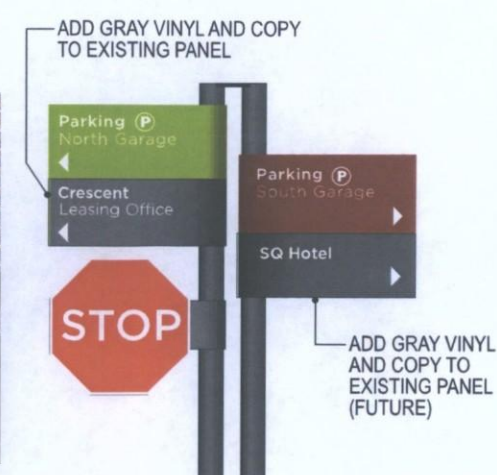 ADD GRAY VINYL AND COPY
TO EXISTING PANEL
Parking P
North Garage
Crescent
Leasing Office
Parking P
South Garage
SQ Hotel
STOP
ADD GRAY VINYL
AND COPY TO
EXISTING PANEL
(FUTURE)